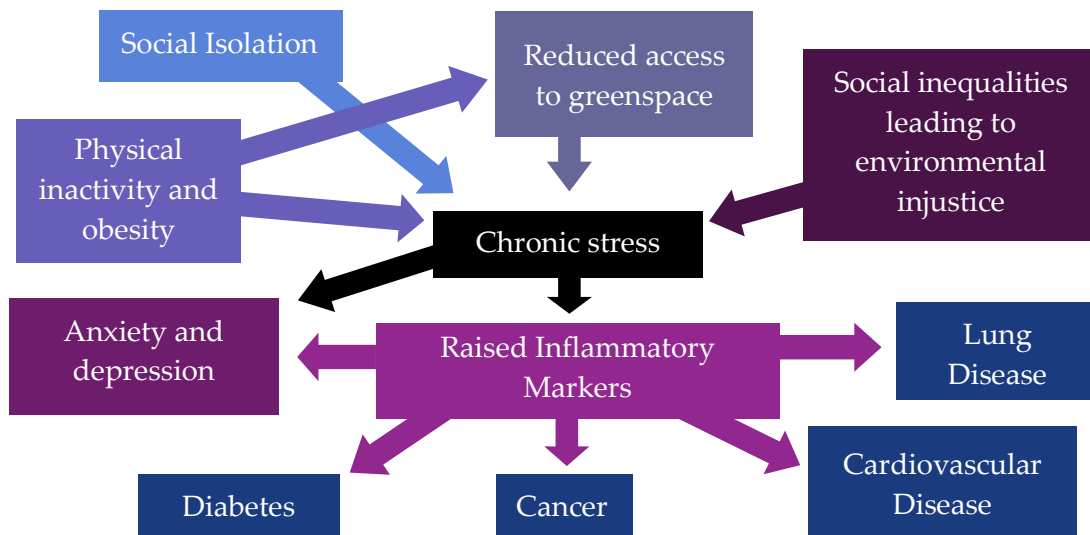 Social Isolation
Reduced access
to greenspace
Social inequalities
leading to
environmental
injustice
Physical
inactivity and
obesity
Chronic stress
Anxiety and
depression
Raised Inflammatory
Markers
Lung
Disease
Diabetes
Cancer
Cardiovascular
Disease